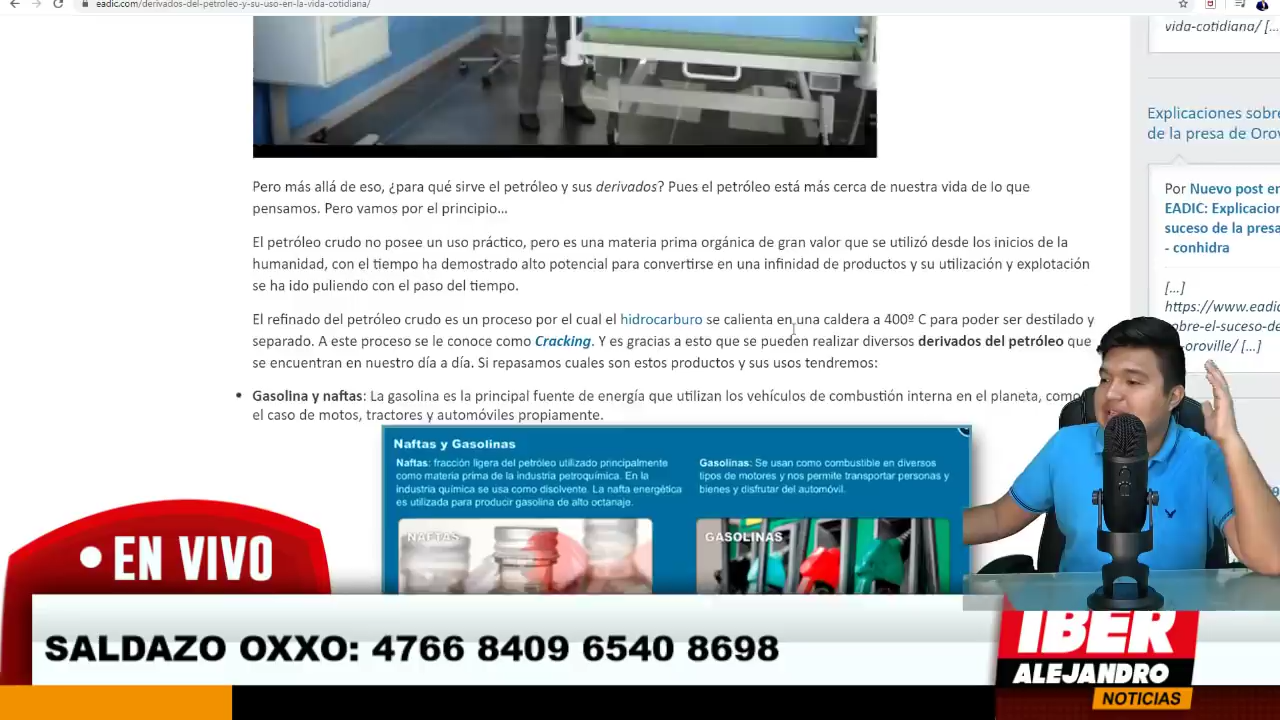 eadic.com/derivados-del-petroleo-y-su-uso-en-la-vida-cotidiana/
vida-cotidiana/ [...
Explicaciones sobre
de la presa de Orov
Pero más allá de eso, ¿para qué sirve el petróleo y sus derivados? Pues el petróleo está más cerca de nuestra vida de lo que
pensamos. Pero vamos por el principio...
Por Nuevo post en
EADIC: Explicacion
suceso de la presa
- conhidra
El petróleo crudo no posee un uso práctico, pero es una materia prima orgánica de gran valor que se utilizó desde los inicios de la
humanidad, con el tiempo ha demostrado alto potencial para convertirse en una infinidad de productos y su utilización y explotación
se ha ido puliendo con el paso del tiempo.
[...]
https://www.eadic
obre-el-suceso-de
-oroville/ [...]
El refinado del petróleo crudo es un proceso por el cual el hidrocarburo se calienta en una caldera a 400º C para poder ser destilado y
separado. A este proceso se le conoce como Cracking. Y es gracias a esto que se pueden realizar diversos derivados del petróleo que
se encuentran en nuestro día a día. Si repasamos cuales son estos productos y sus usos tendremos:
Gasolina y naftas: La gasolina es la principal fuente de energía que utilizan los vehículos de combustión interna en el planeta, como
el caso de motos, tractores y automóviles propiamente.
Naftas y Gasolinas
Naftas: fracción ligera del petróleo utilizado principalmente
como materia prima de la industria petroquímica. En la
industria química se usa como disolvente. La nafta energética
es utilizada para producir gasolina de alto octanaje.
Gasolinas: Se usan como combustible en diversos
tipos de motores y nos permite transportar personas y
bienes y disfrutar del automóvil.
NAFTAS
GASOLINAS
EN VIVO
SALDAZO OXXO: 4766 8409 6540 8698
IBER
ALEJANDRO
NOTICIAS